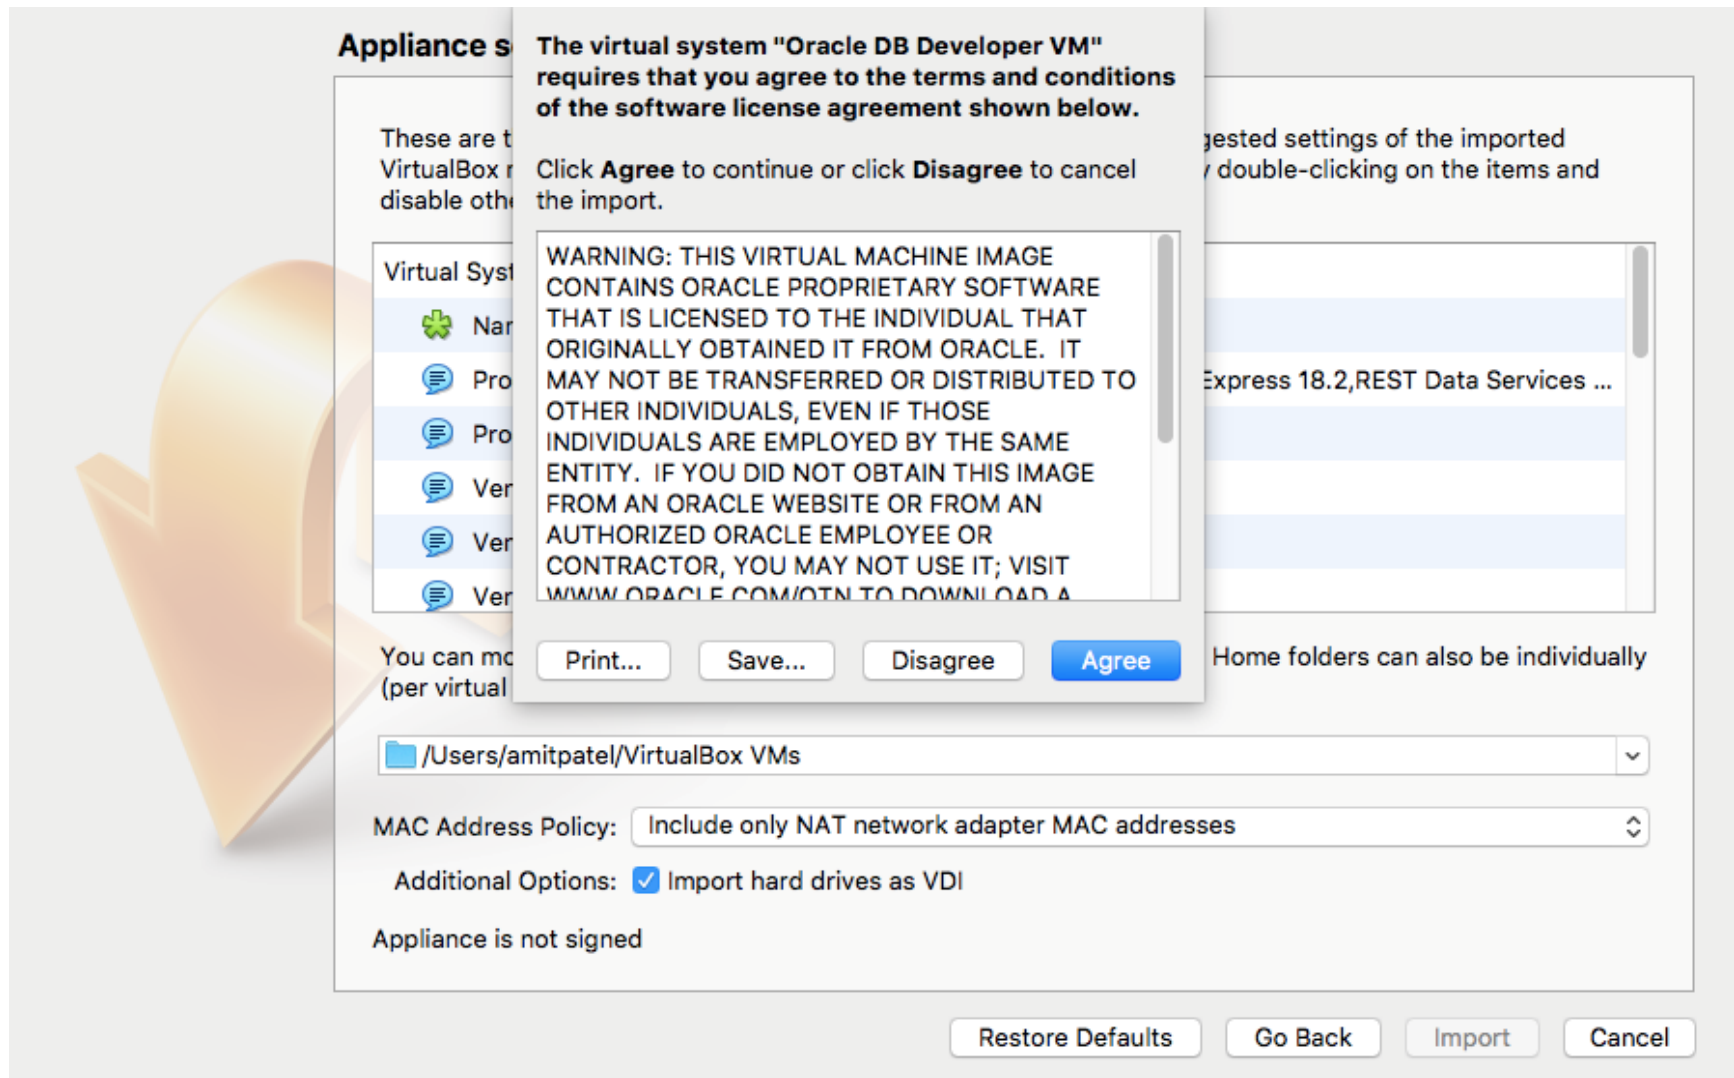 Appliance s
The virtual system "Oracle DB Developer VM"
requires that you agree to the terms and conditions
of the software license agreement shown below.
These are t
gested settings of the imported
VirtualBox
double-clicking on the items and
disable othe
Click Agree to continue or click Disagree to cancel
the import.
WARNING: THIS VIRTUAL MACHINE IMAGE
CONTAINS ORACLE PROPRIETARY SOFTWARE
THAT IS LICENSED TO THE INDIVIDUAL THAT
ORIGINALLY OBTAINED IT FROM ORACLE.  IT
MAY NOT BE TRANSFERRED OR DISTRIBUTED TO
OTHER INDIVIDUALS, EVEN IF THOSE
INDIVIDUALS ARE EMPLOYED BY THE SAME
ENTITY.  IF YOU DID NOT OBTAIN THIS IMAGE
FROM AN ORACLE WEBSITE OR FROM AN
AUTHORIZED ORACLE EMPLOYEE OR
CONTRACTOR, YOU MAY NOT USE IT; VISIT
WWW.ORACLE.COM/OTN TO DOWNLOAD A
Virtual Syst
Nar
Pro
Express 18.2,REST Data Services ...
Pro
Ver
Ver
Ver
Print...
Save...
Disagree
Agree
You can mo
Home folders can also be individually
(per virtual
/Users/amitpatel/VirtualBox VMs
MAC Address Policy:
Include only NAT network adapter MAC addresses
Additional Options:
Import hard drives as VDI
Appliance is not signed
Restore Defaults
Go Back
Import
Cancel